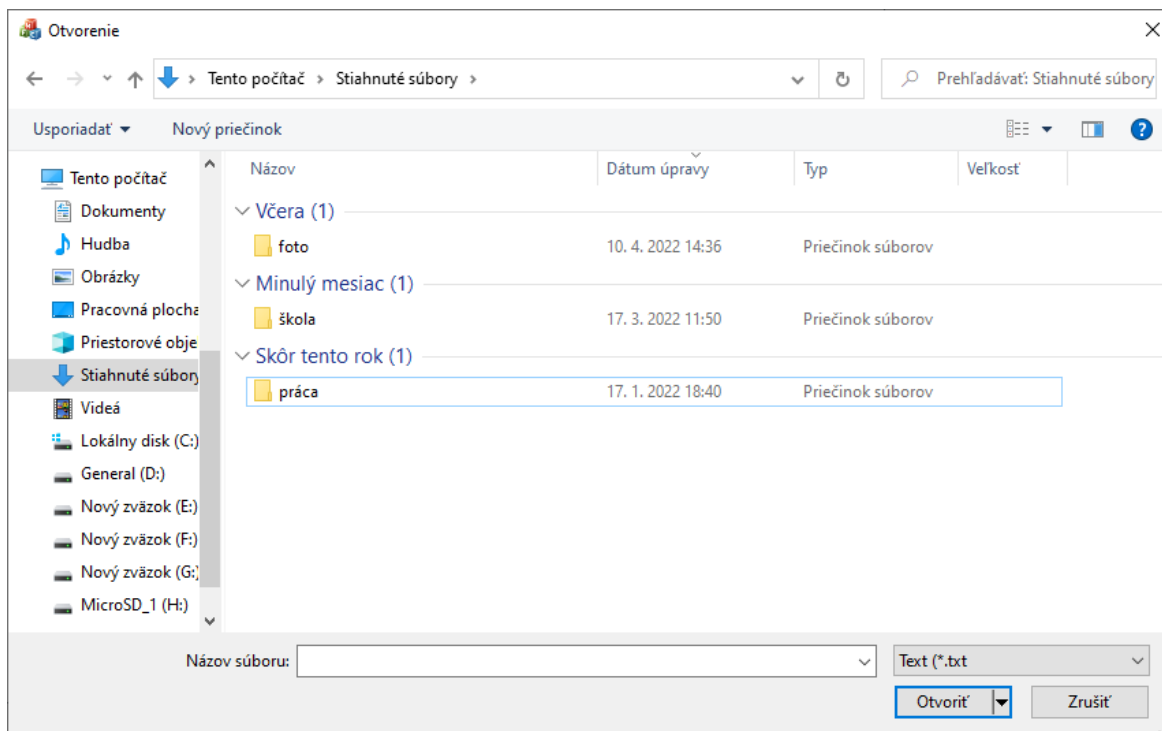 Otvorenie
Tento počítač › Stiahnuté súbory ›
Prehľadávať: Stiahnuté súbory
Usporiadať
Nový priečinok
Tento počítač
Dokumenty
Hudba
Obrázky
Pracovná plocha
Priestorové obje
Stiahnuté súbory
Videá
Lokálny disk (C:)
General (D:)
Nový zväzok (E:)
Nový zväzok (F:)
Nový zväzok (G:)
MicroSD_1 (H:)
Názov Dátum úpravy Typ Veľkosť
Včera (1)
foto 10. 4. 2022 14:36 Priečinok súborov
Minulý mesiac (1)
škola 17. 3. 2022 11:50 Priečinok súborov
Skôr tento rok (1)
práca 17. 1. 2022 18:40 Priečinok súborov
Názov súboru:
Text (*.txt
Otvoriť
Zrušiť